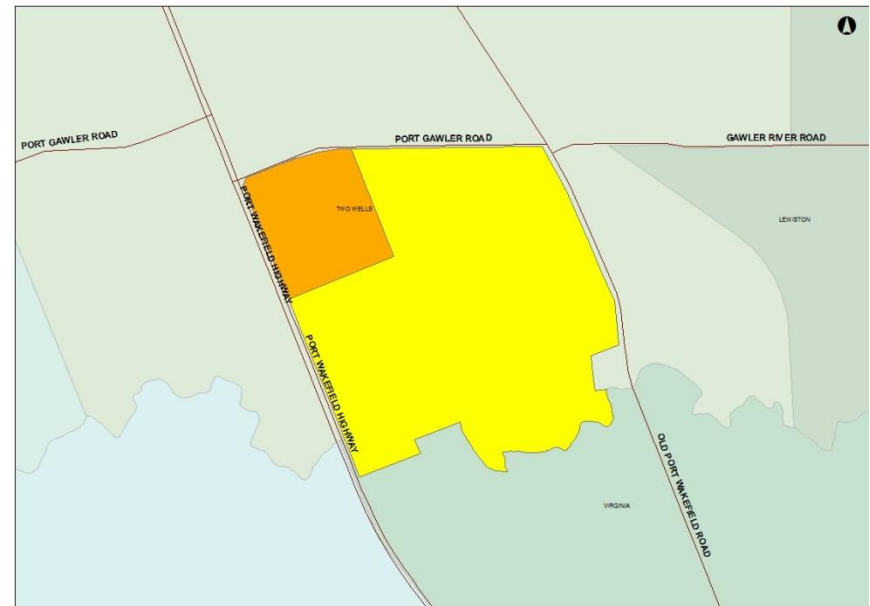 PORT GAWLER ROAD
PORT GAWLER ROAD
GAWLER RIVER ROAD
TWO WELLS
LEWISTON
PORT WAKEFIELD HIGHWAY
PORT WAKEFIELD HIGHWAY
OLD PORT WAKEFIELD ROAD
VIRGINIA